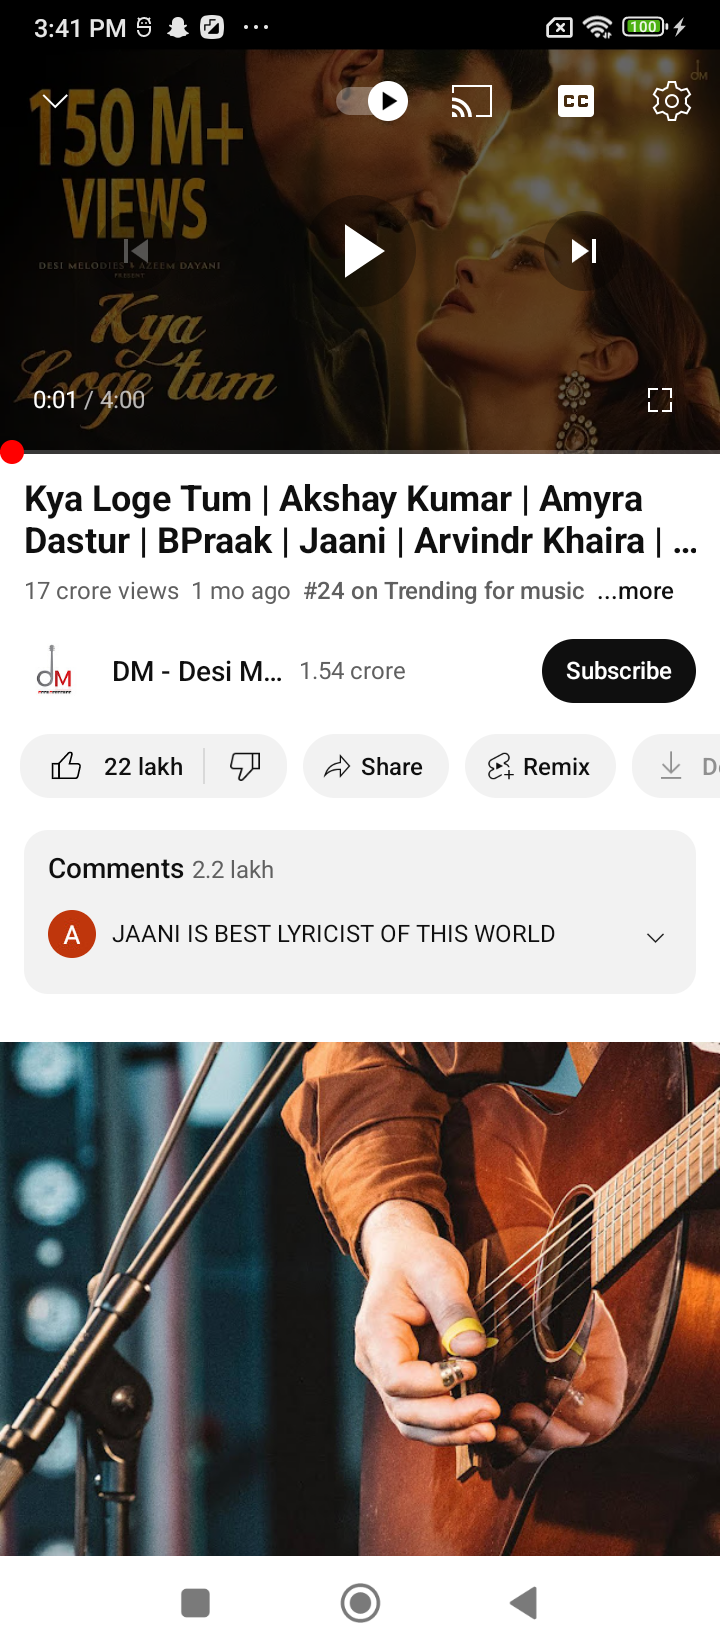 3:41 PM
100
150 M+
VIEWS
DESI MELODIES & AZEEM DAYANI
PRESENT
Kya
Loge tum
CC
0:01 / 4:00
Kya Loge Tum | Akshay Kumar | Amyra
Dastur | BPraak | Jaani | Arvindr Khaira | ...
17 crore views 1 mo ago #24 on Trending for music ...more
DM
DM - Desi M... 1.54 crore
Subscribe
22 lakh
Share
Remix
Comments 2.2 lakh
A JAANI IS BEST LYRICIST OF THIS WORLD